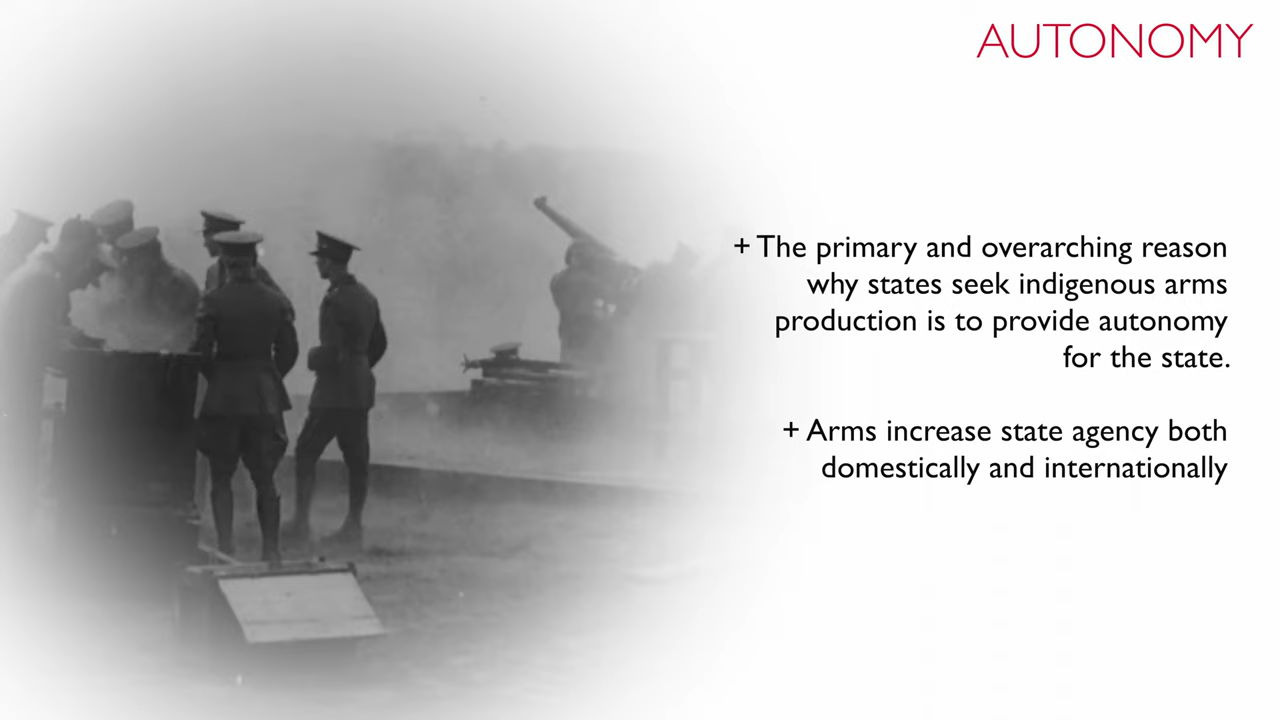 AUTONOMY
+ The primary and overarching reason
why states seek indigenous arms
production is to provide autonomy
for the state.
+ Arms increase state agency both
domestically and internationally